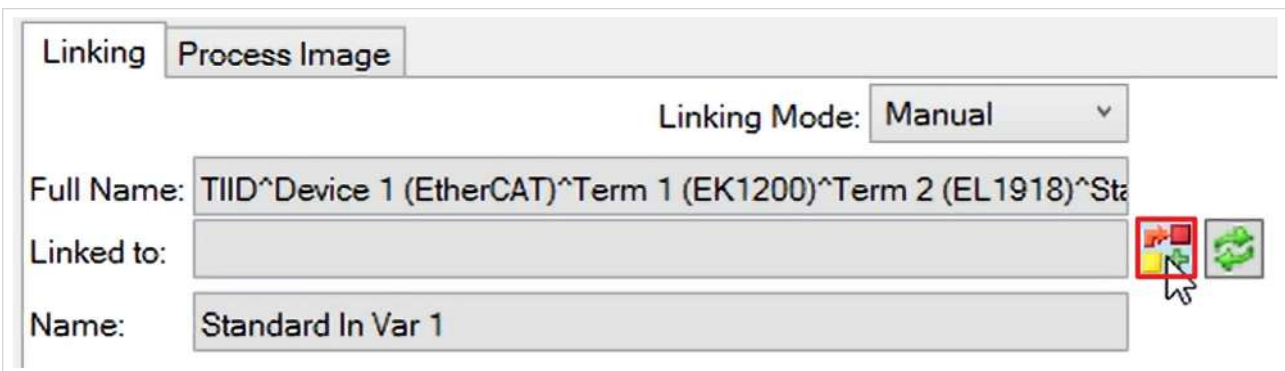 Linking Process Image
Linking Mode: Manual
Full Name: TIID^Device 1 (EtherCAT)^Term 1 (EK1200)^Term 2 (EL1918)^Sta
Linked to:
Name: Standard In Var 1